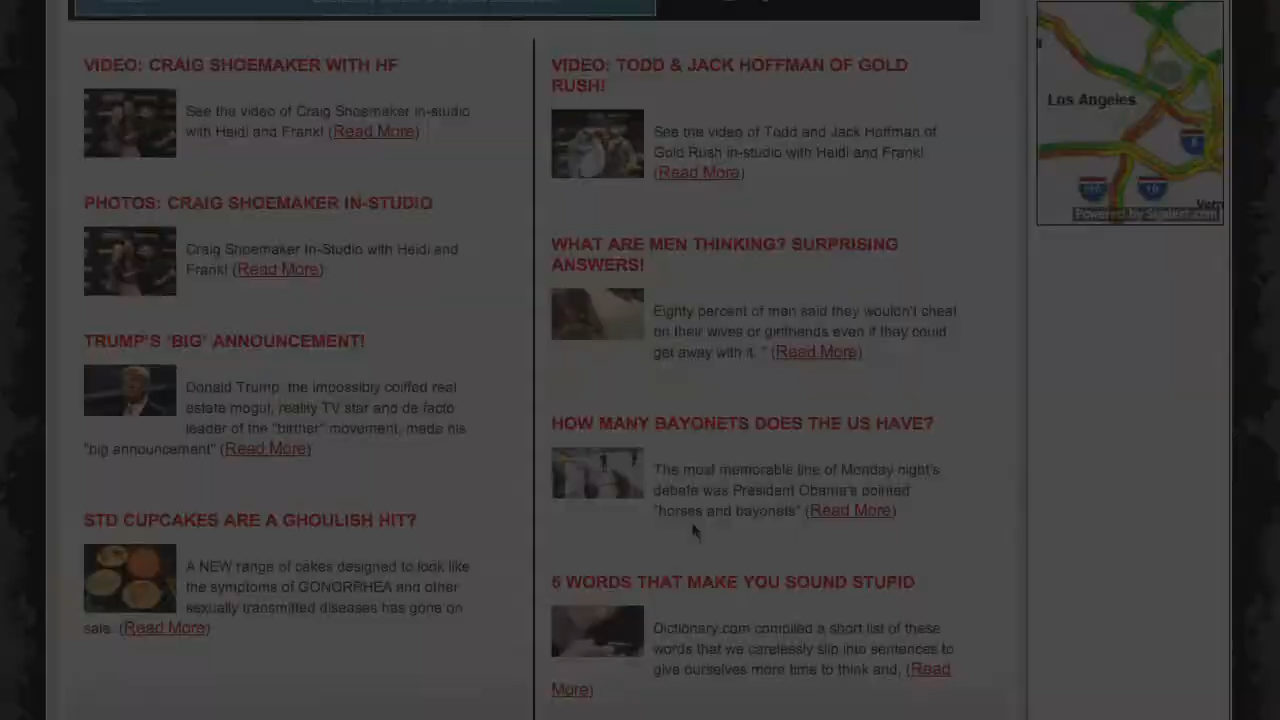 VIDEO: CRAIG SHOEMAKER WITH HF
See the video of Craig Shoemaker in-studio
with Heidi and Frank! (Read More)
PHOTOS: CRAIG SHOEMAKER IN-STUDIO
Craig Shoemaker In-Studio with Heidi and
Frank! (Read More)
TRUMP'S 'BIG' ANNOUNCEMENT!
Donald Trump, the impossibly coiffed real
estate mogul, reality TV star and de facto
leader of the "birther" movement, made his
"big announcement" (Read More)
STD CUPCAKES ARE A GHOULISH HIT?
A NEW range of cakes designed to look like
the symptoms of GONORRHEA and other
sexually transmitted diseases has gone on
sale. (Read More)
VIDEO: TODD & JACK HOFFMAN OF GOLD
RUSH!
See the video of Todd and Jack Hoffman of
Gold Rush in-studio with Heidi and Frank!
(Read More)
WHAT ARE MEN THINKING? SURPRISING
ANSWERS!
Eighty percent of men said they wouldn't cheat
on their wives or girlfriends even if they could
get away with it. " (Read More)
HOW MANY BAYONETS DOES THE US HAVE?
The most memorable line of Monday night's
debate was President Obama's pointed
"horses and bayonets" (Read More)
5 WORDS THAT MAKE YOU SOUND STUPID
Dictionary.com compiled a short list of these
words that we carelessly slip into sentences to
give ourselves more time to think and, (Read
More)
Los Angeles
5
110
10
Vern
Powered by Sigalert.com